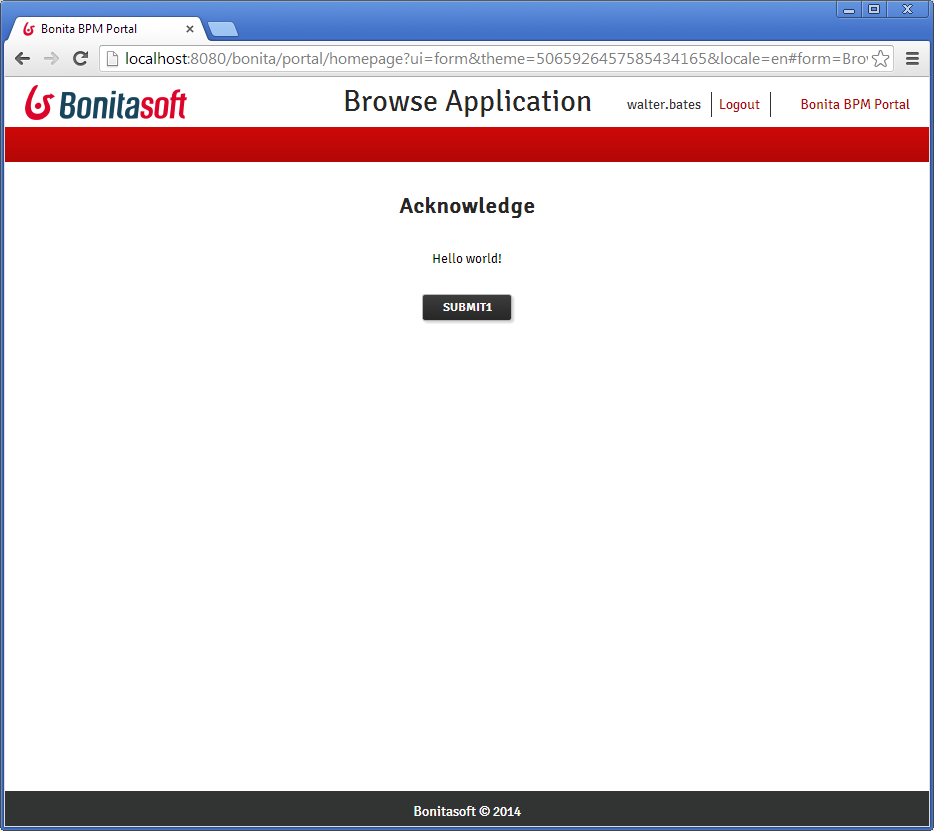 Bonita BPM Portal
localhost:8080/bonita/portal/homepage?ui=form&theme=5065926457585434165&locale=en#form=Brow
Bonitasoft
Browse Application
walter.bates
Logout
Bonita BPM Portal
Acknowledge
Hello world!
SUBMIT1
Bonitasoft © 2014